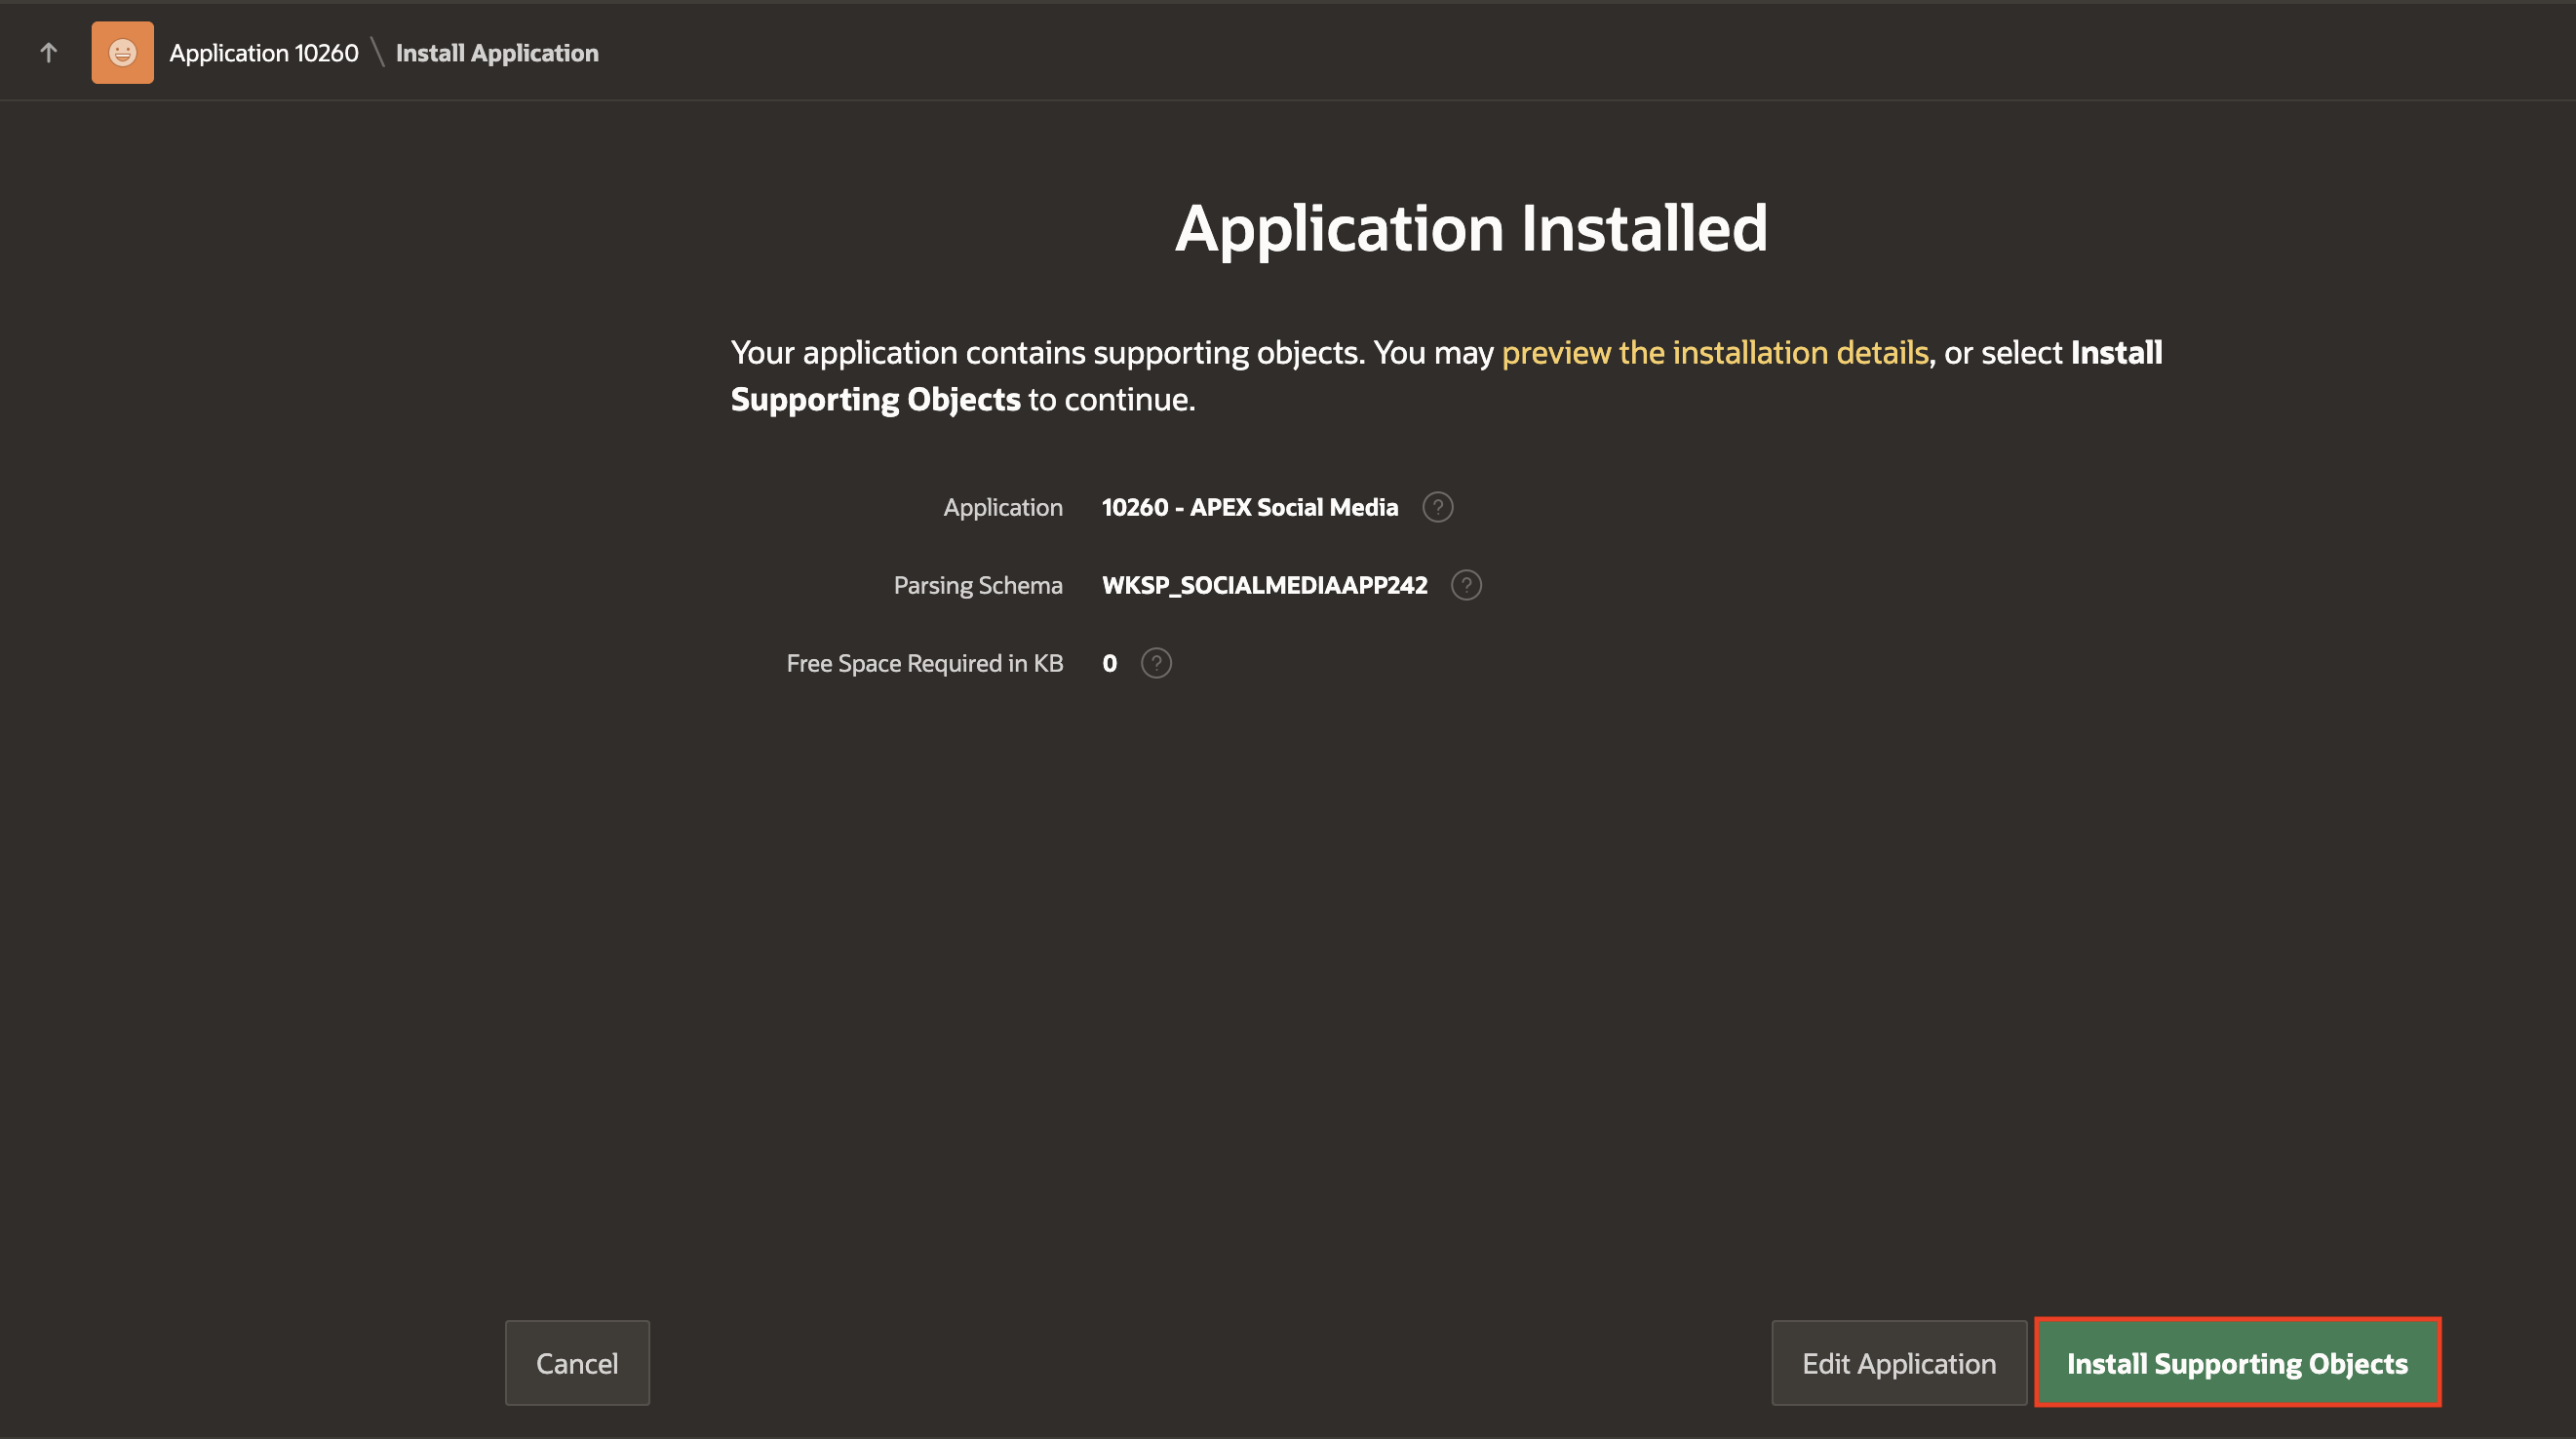 Application 10260 \ Install Application
Application Installed
Your application contains supporting objects. You may preview the installation details, or select Install
Supporting Objects to continue.
Application 10260 - APEX Social Media ?
Parsing Schema WKSP_SOCIALMEDIAAPP242 ?
Free Space Required in KB 0 ?
Cancel Edit Application Install Supporting Objects